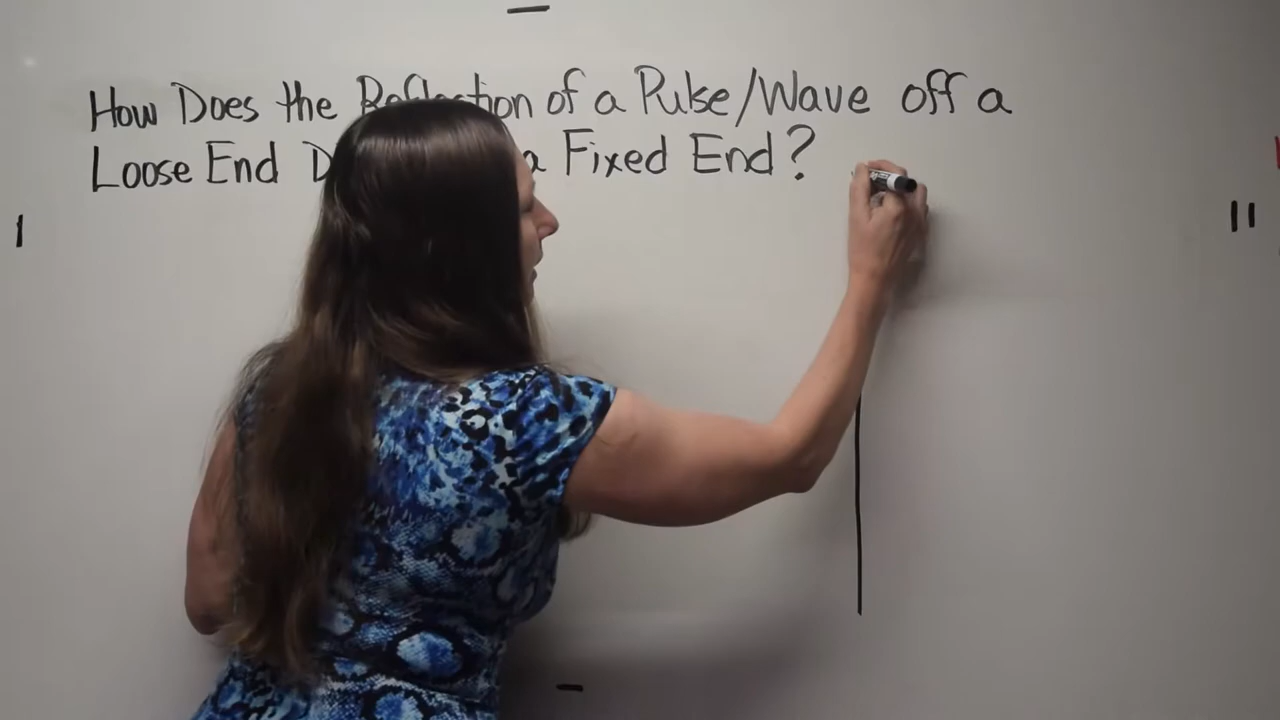 How Does the Reflection of a Pulse/Wave off a
Loose End a Fixed End?